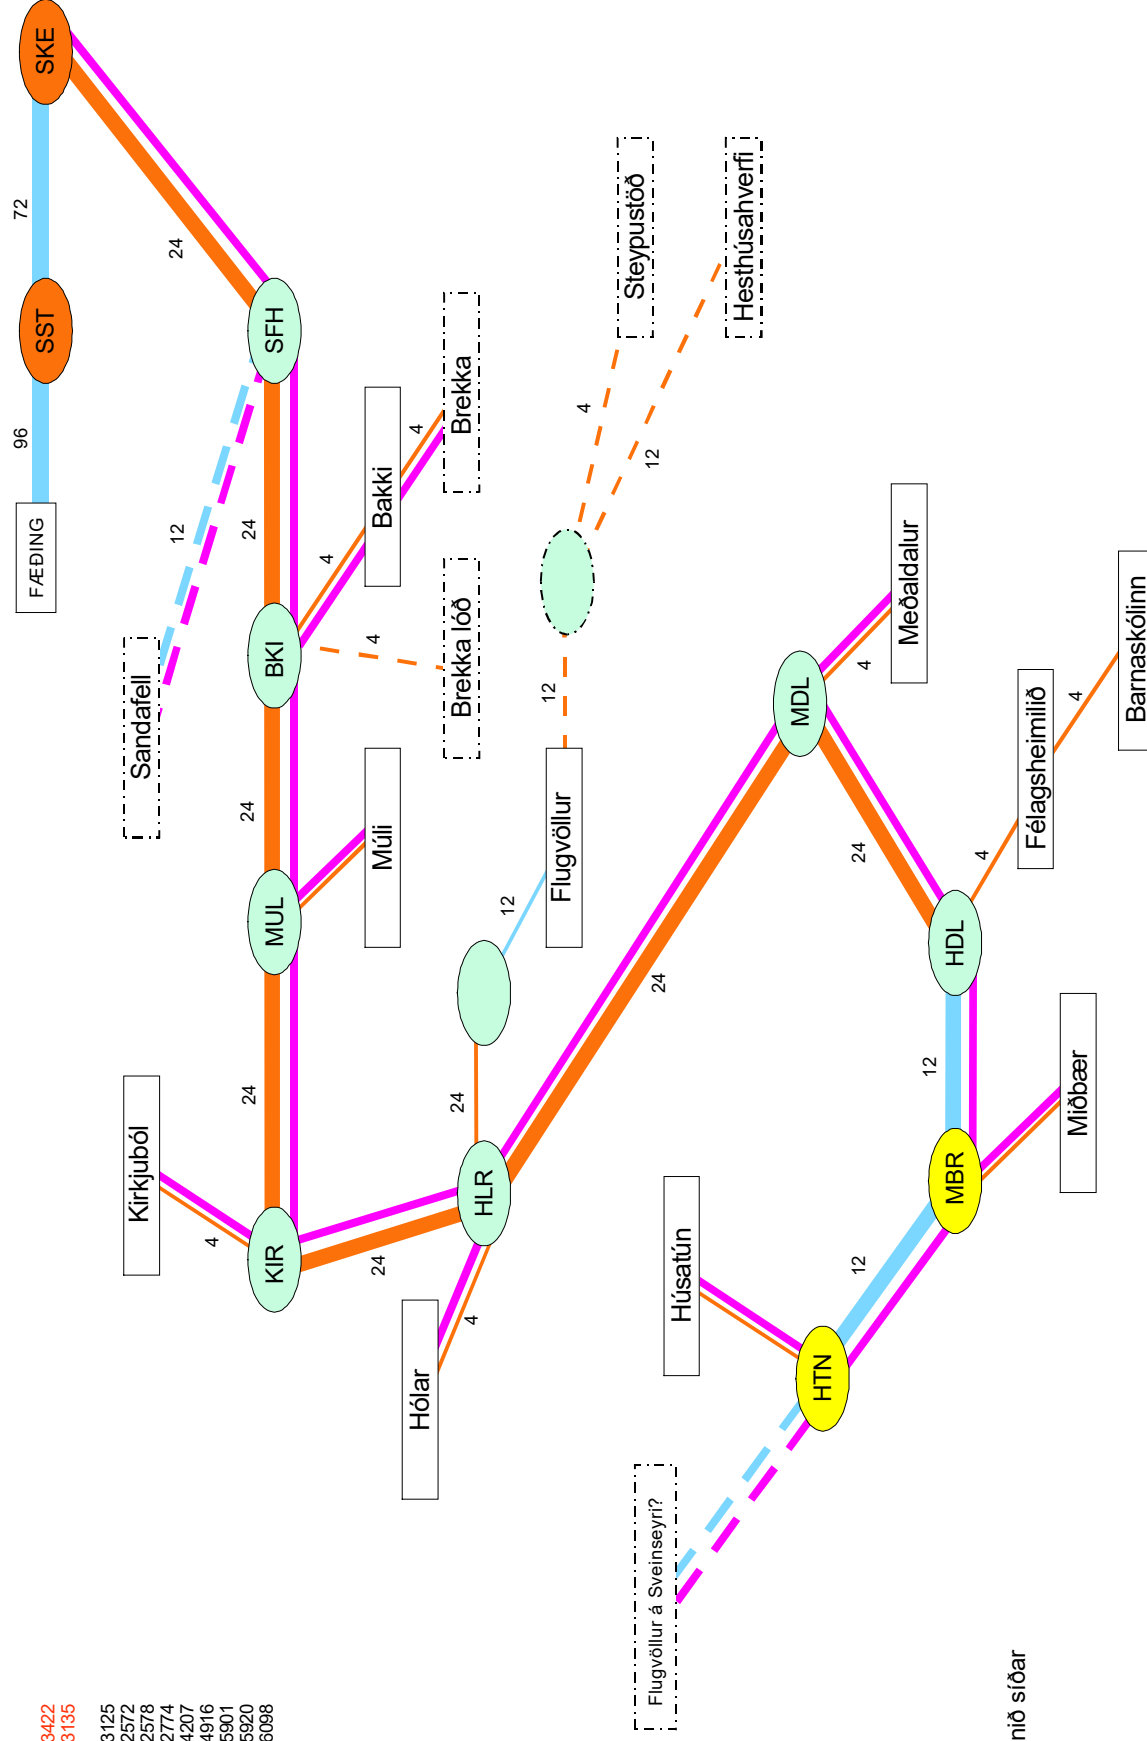 3422
3135
3125
2572
2578
2774
4207
4916
5901
5920
6098
nið síðar
FÆÐING
96
SST
72
SKE
24
Sandafell
12
SFH
24
BKI
24
MUL
24
KIR
Kirkjuból
4
Múli
Brekka lóð
4
Bakki
4
Brekka
4
24
Hólar
4
HLR
24
12
Flugvöllur
12
4
Steypustöð
12
Hesthúsahverfi
24
MDL
4
Meðaldalur
24
HDL
4
Félagsheimilið
4
Barnaskólinn
12
MBR
Miðbær
12
HTN
Húsatún
Flugvöllur á Sveinseyri?